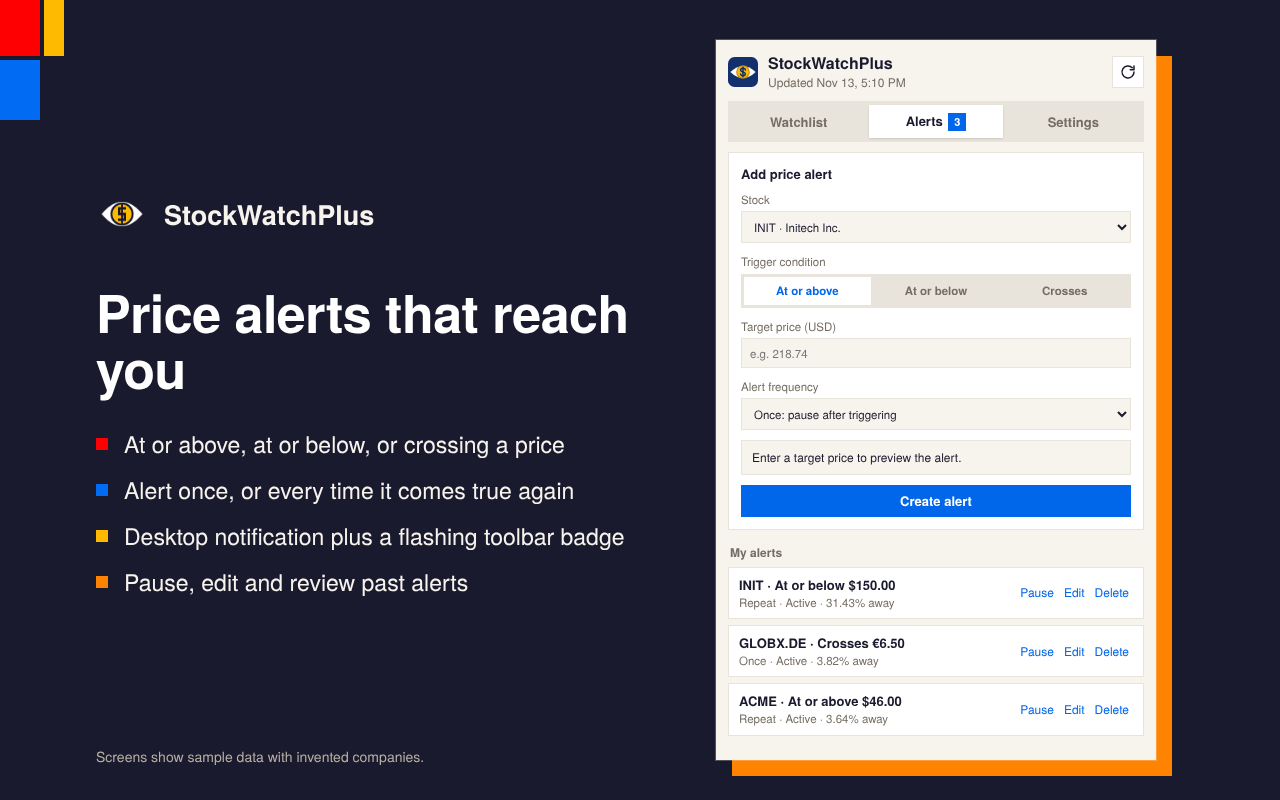 StockWatchPlus
Price alerts that reach
you
At or above, at or below, or crossing a price
Alert once, or every time it comes true again
Desktop notification plus a flashing toolbar badge
Pause, edit and review past alerts
Screens show sample data with invented companies.
StockWatchPlus
Updated Nov 13, 5:10 PM
Watchlist Alerts 3 Settings
Add price alert
Stock
INIT · Initech Inc.
Trigger condition
At or above At or below Crosses
Target price (USD)
e.g. 218.74
Alert frequency
Once: pause after triggering
Enter a target price to preview the alert.
Create alert
My alerts
INIT · At or below $150.00
Repeat · Active · 31.43% away
Pause Edit Delete
GLOBX.DE · Crosses €6.50
Once · Active · 3.82% away
Pause Edit Delete
ACME · At or above $46.00
Repeat · Active · 3.64% away
Pause Edit Delete